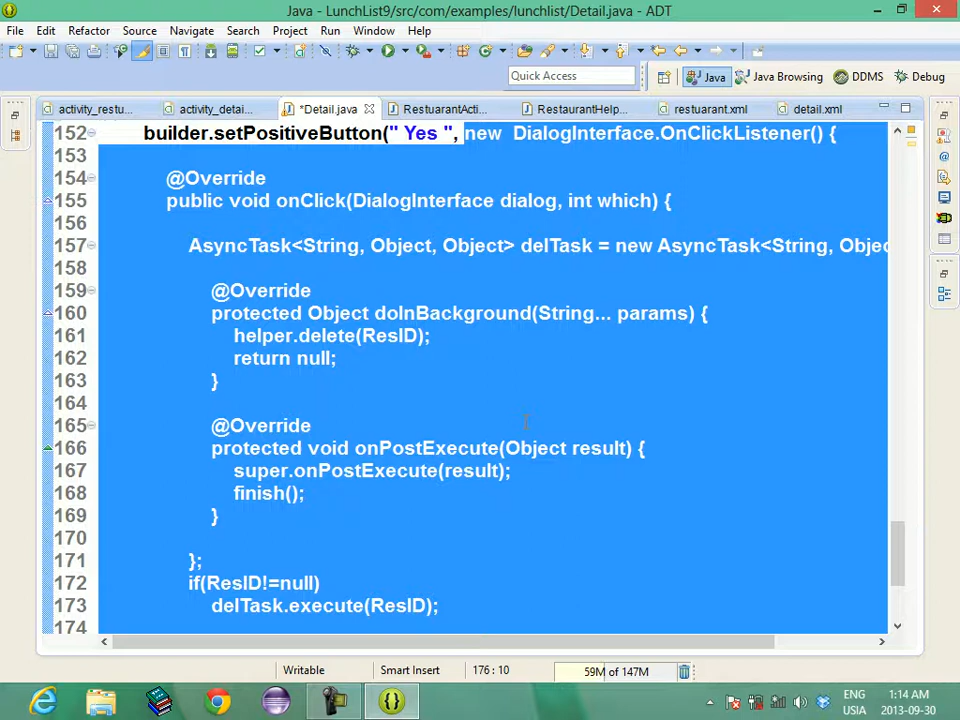 Java - LunchList9/src/com/examples/lunchlist/Detail.java - ADT
File Edit Refactor Source Navigate Search Project Run Window Help
Quick Access Java Java Browsing DDMS Debug
activity_restu... activity_detai... *Detail.java RestuarantActi... RestaurantHelp... restuarant.xml detail.xml
152 builder.setPositiveButton(" Yes ", new DialogInterface.OnClickListener() {
153
154 @Override
155 public void onClick(DialogInterface dialog, int which) {
156
157 AsyncTask<String, Object, Object> delTask = new AsyncTask<String, Objec
158
159 @Override
160 protected Object doInBackground(String... params) {
161 helper.delete(ResID);
162 return null;
163 }
164
165 @Override
166 protected void onPostExecute(Object result) {
167 super.onPostExecute(result);
168 finish();
169 }
170
171 };
172 if(ResID!=null)
173 delTask.execute(ResID);
174
Writable Smart Insert 176 : 10 59M of 147M
ENG 1:14 AM
USIA 2013-09-30